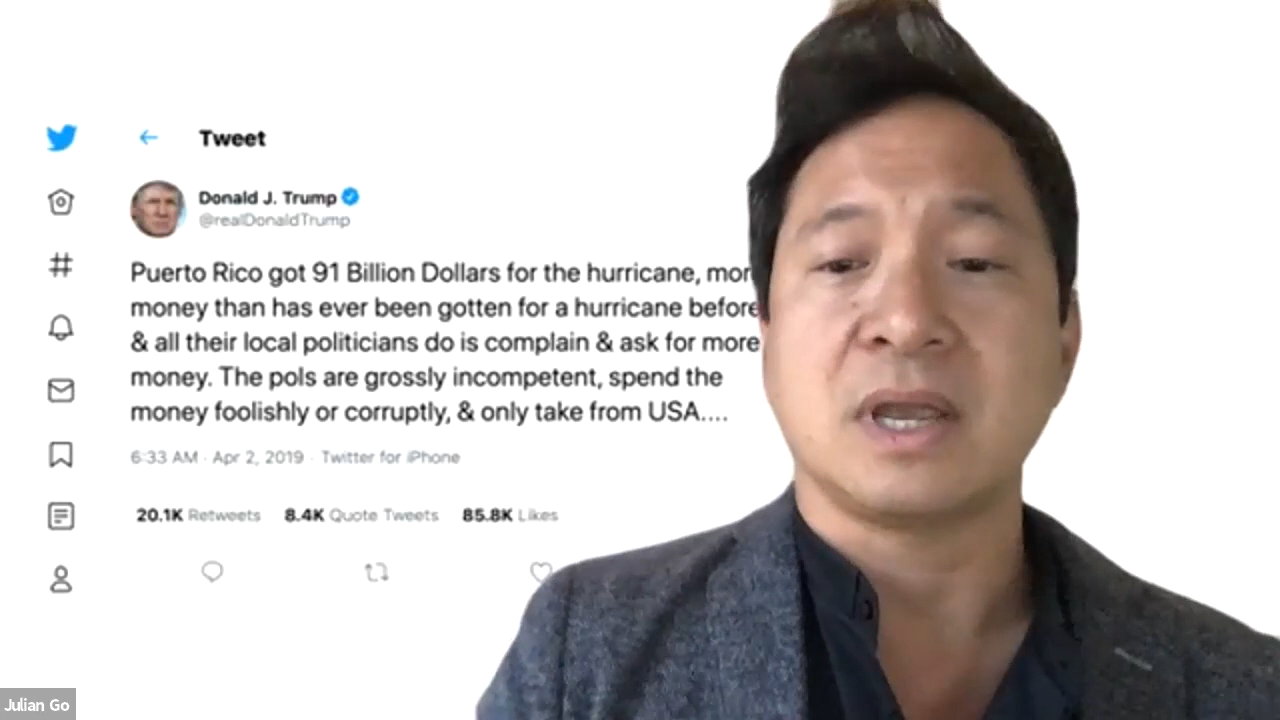 Tweet
Donald J. Trump
@realDonaldTrump
Puerto Rico got 91 Billion Dollars for the hurricane, mor
money than has ever been gotten for a hurricane before
& all their local politicians do is complain & ask for more
money. The pols are grossly incompetent, spend the
money foolishly or corruptly, & only take from USA....
6:33 AM · Apr 2, 2019 · Twitter for iPhone
20.1K Retweets 8.4K Quote Tweets 85.8K Likes
Julian Go